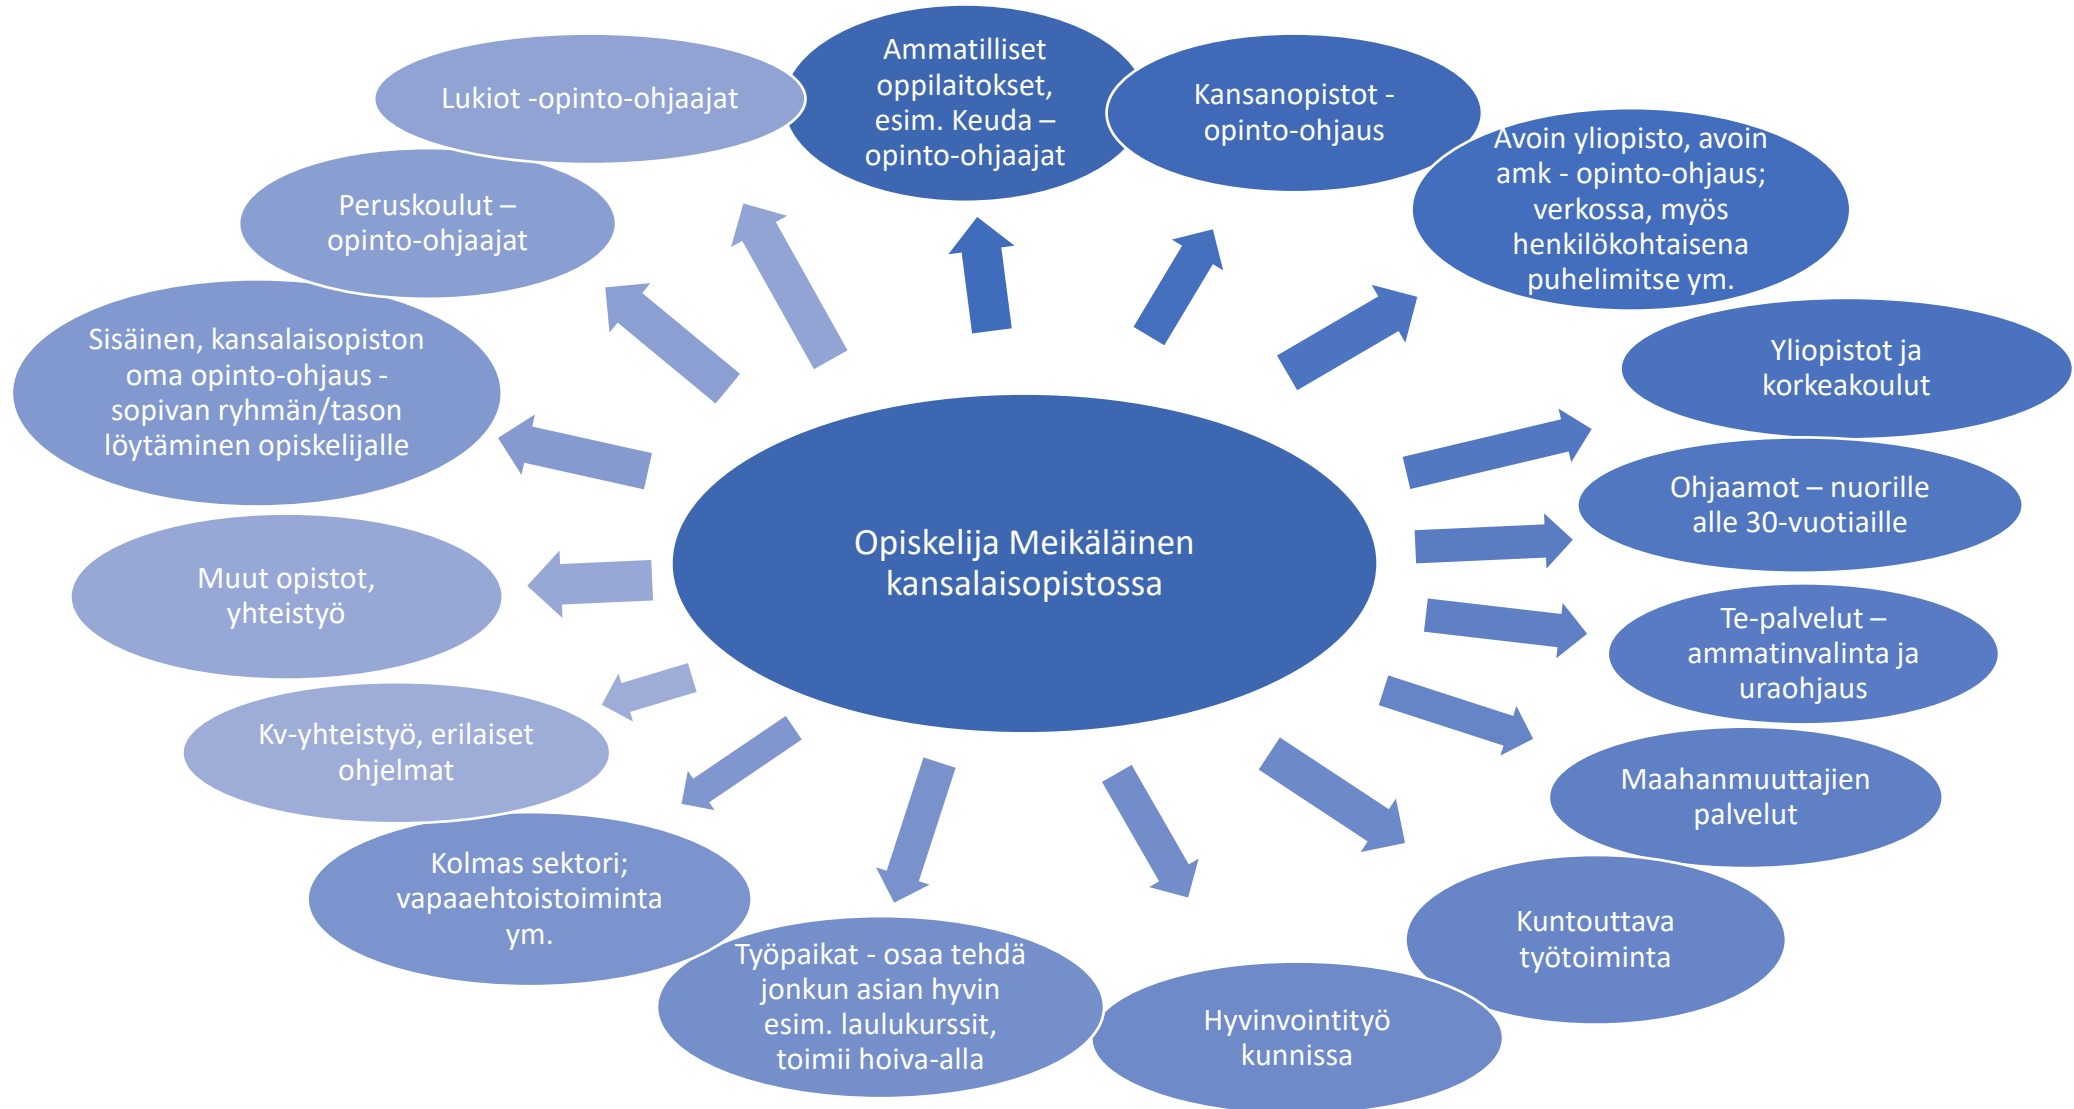 Ammatilliset
oppilaitokset,
esim. Keuda –
opinto-ohjaajat
Kansanopistot -
opinto-ohjaus
Avoin yliopisto, avoin
amk - opinto-ohjaus;
verkossa, myös
henkilökohtaisena
puhelimitse ym.
Yliopistot ja
korkeakoulut
Ohjaamot – nuorille
alle 30-vuotiaille
Te-palvelut –
ammatinvalinta ja
uraohjaus
Maahanmuuttajien
palvelut
Kuntouttava
työtoiminta
Hyvinvointityö
kunnissa
Työpaikat - osaa tehdä
jonkun asian hyvin
esim. laulukurssit,
toimii hoiva-alla
Kolmas sektori;
vapaaehtoistoiminta
ym.
Kv-yhteistyö, erilaiset
ohjelmat
Muut opistot,
yhteistyö
Sisäinen, kansalaisopiston
oma opinto-ohjaus -
sopivan ryhmän/tason
löytäminen opiskelijalle
Peruskoulut –
opinto-ohjaajat
Lukiot -opinto-ohjaajat
Opiskelija Meikäläinen
kansalaisopistossa